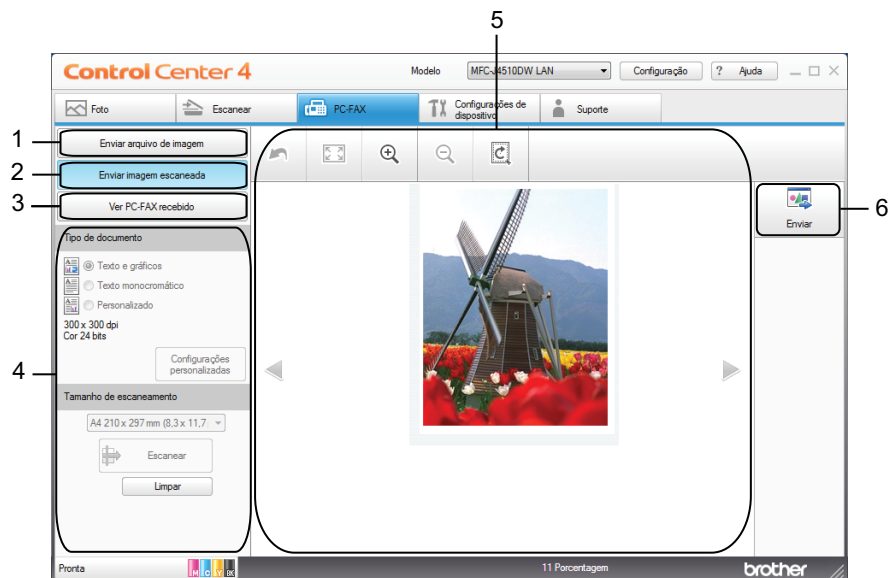 5
Control Center 4
Modelo
MFC-J4510DW LAN
Configuração
? Ajuda
Foto
Escanear
PC-FAX
Configurações de
dispositivo
Suporte
1
Enviar arquivo de imagem
2
Enviar imagem escaneada
3
Ver PC-FAX recebido
6
Enviar
4
Tipo de documento
Texto e gráficos
Texto monocromático
Personalizado
300 x 300 dpi
Cor 24 bits
Configurações
personalizadas
Tamanho de escaneamento
A4 210 x 297 mm (8,3 x 11,7
Escanear
Limpar
Pronta
M C Y BK
11 Porcentagem
brother